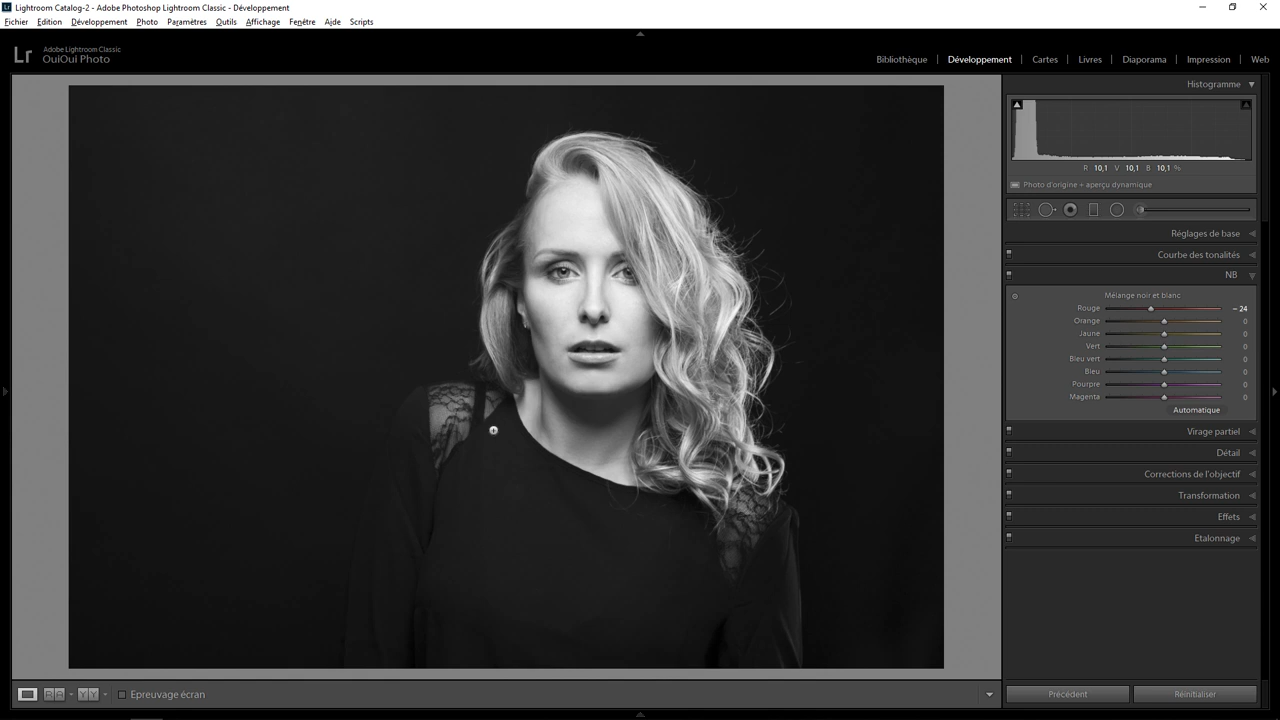 Lightroom Catalog-2 - Adobe Photoshop Lightroom Classic - Développement
Fichier Edition Développement Photo Paramètres Outils Affichage Fenêtre Aide Scripts
Lr Adobe Lightroom Classic
OuiOui Photo
Bibliothèque | Développement | Cartes | Livres | Diaporama | Impression | Web
Histogramme
R 10,1 V 10,1 B 10,1 %
Photo d'origine + aperçu dynamique
Réglages de base
Courbe des tonalités
NB
Mélange noir et blanc
Rouge - 24
Orange 0
Jaune 0
Vert 0
Bleu vert 0
Bleu 0
Pourpre 0
Magenta 0
Automatique
Virage partiel
Détail
Corrections de l'objectif
Transformation
Effets
Etalonnage
R R Y Y Epreuvage écran
Précédent Réinitialiser